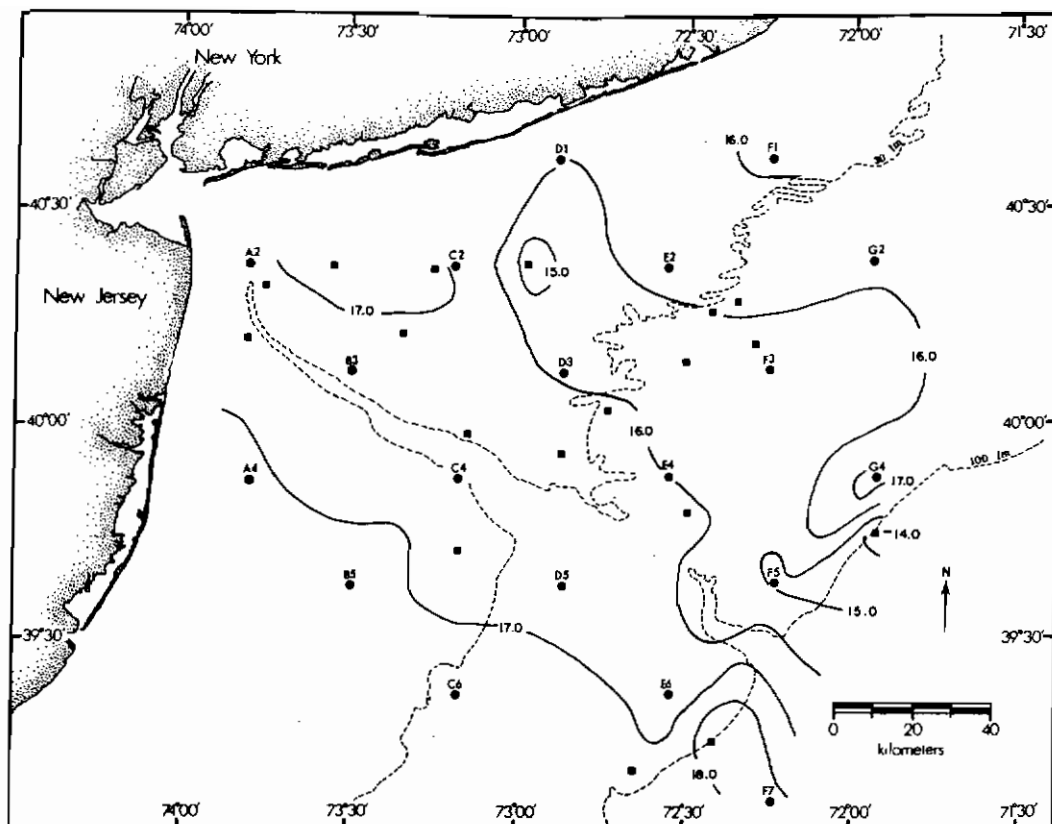 74°00'
73°30'
73°00'
72°30'
72°00'
71°30'
New York
D1
16.0
F1
40°30'
40°30'
A2
C2
15.0
E2
G2
New Jersey
17.0
B3
D3
F3
16.0
40°00'
16.0
40°00'
A4
C4
E4
G4
17.0
100 fm
14.0
B5
D5
F5
15.0
N
39°30'
17.0
39°30'
C6
E6
0 20 40
kilometers
18.0
F7
74°00'
73°30'
73°00'
72°30'
72°00'